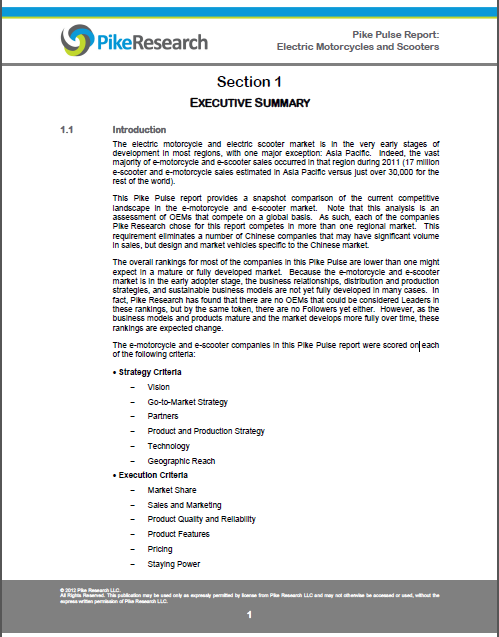 PikeResearch
Pike Pulse Report:
Electric Motorcycles and Scooters
Section 1
EXECUTIVE SUMMARY
1.1 Introduction
The electric motorcycle and electric scooter market is in the very early stages of
development in most regions, with one major exception: Asia Pacific. Indeed, the vast
majority of e-motorcycle and e-scooter sales occurred in that region during 2011 (17 million
e-scooter and e-motorcycle sales estimated in Asia Pacific versus just over 30,000 for the
rest of the world).
This Pike Pulse report provides a snapshot comparison of the current competitive
landscape in the e-motorcycle and e-scooter market. Note that this analysis is an
assessment of OEMs that compete on a global basis. As such, each of the companies
Pike Research chose for this report competes in more than one regional market. This
requirement eliminates a number of Chinese companies that may have significant volume
in sales, but design and market vehicles specific to the Chinese market.
The overall rankings for most of the companies in this Pike Pulse are lower than one might
expect in a mature or fully developed market. Because the e-motorcycle and e-scooter
market is in the early adopter stage, the business relationships, distribution and production
strategies, and sustainable business models are not yet fully developed in many cases. In
fact, Pike Research has found that there are no OEMs that could be considered Leaders in
these rankings, but by the same token, there are no Followers yet either. However, as the
business models and products mature and the market develops more fully over time, these
rankings are expected change.
The e-motorcycle and e-scooter companies in this Pike Pulse report were scored on each
of the following criteria:
• Strategy Criteria
– Vision
– Go-to-Market Strategy
– Partners
– Product and Production Strategy
– Technology
– Geographic Reach
• Execution Criteria
– Market Share
– Sales and Marketing
– Product Quality and Reliability
– Product Features
– Pricing
– Staying Power
© 2012 Pike Research LLC.
All Rights Reserved. This publication may be used only as expressly permitted by license from Pike Research LLC and may not otherwise be accessed or used, without the
express written permission of Pike Research LLC.
1